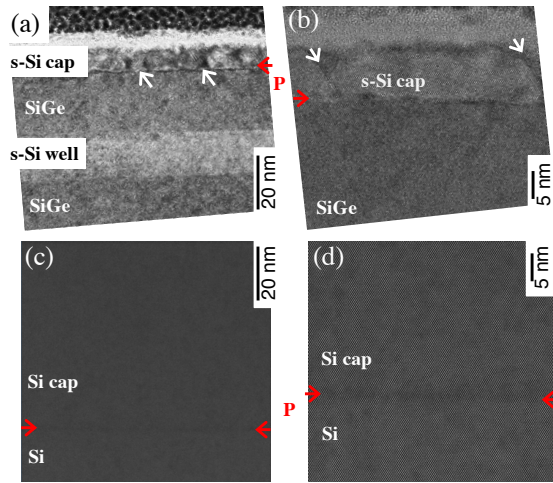 (a)
s-Si cap
SiGe
s-Si well
SiGe
20 nm
P
(b)
s-Si cap
SiGe
5 nm
(c)
Si cap
Si
20 nm
P
(d)
Si cap
Si
5 nm